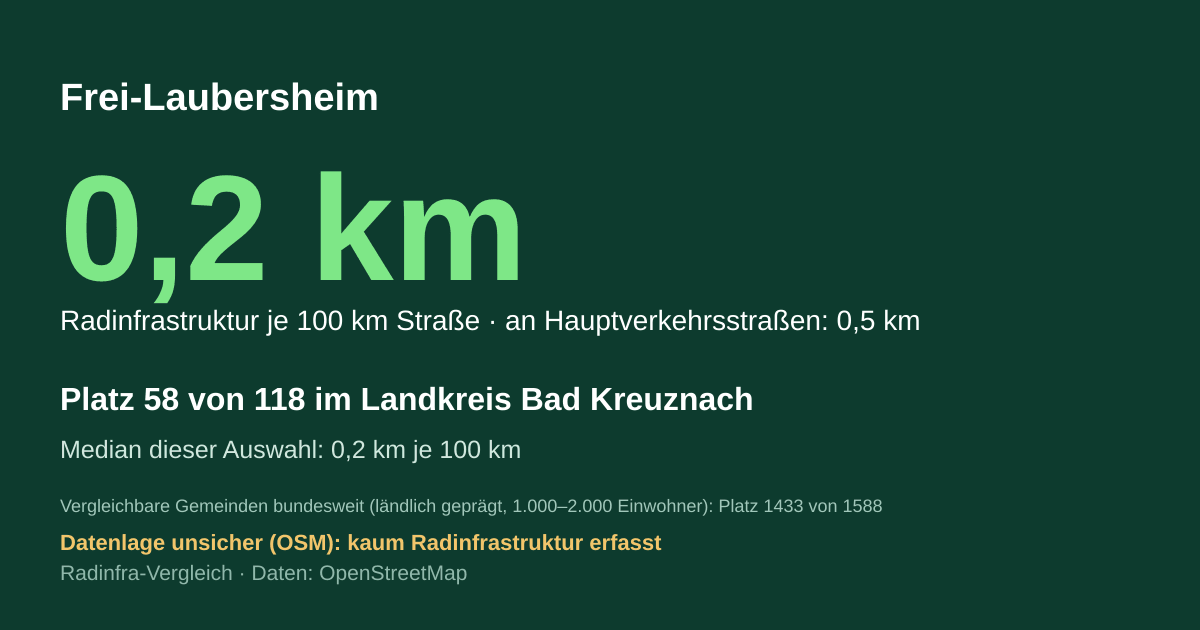 Frei-Laubersheim
0,2 km
Radinfrastruktur je 100 km Straße · an Hauptverkehrsstraßen: 0,5 km
Platz 58 von 118 im Landkreis Bad Kreuznach
Median dieser Auswahl: 0,2 km je 100 km
Vergleichbare Gemeinden bundesweit (ländlich geprägt, 1.000–2.000 Einwohner): Platz 1433 von 1588
Datenlage unsicher (OSM): kaum Radinfrastruktur erfasst
Radinfra-Vergleich · Daten: OpenStreetMap